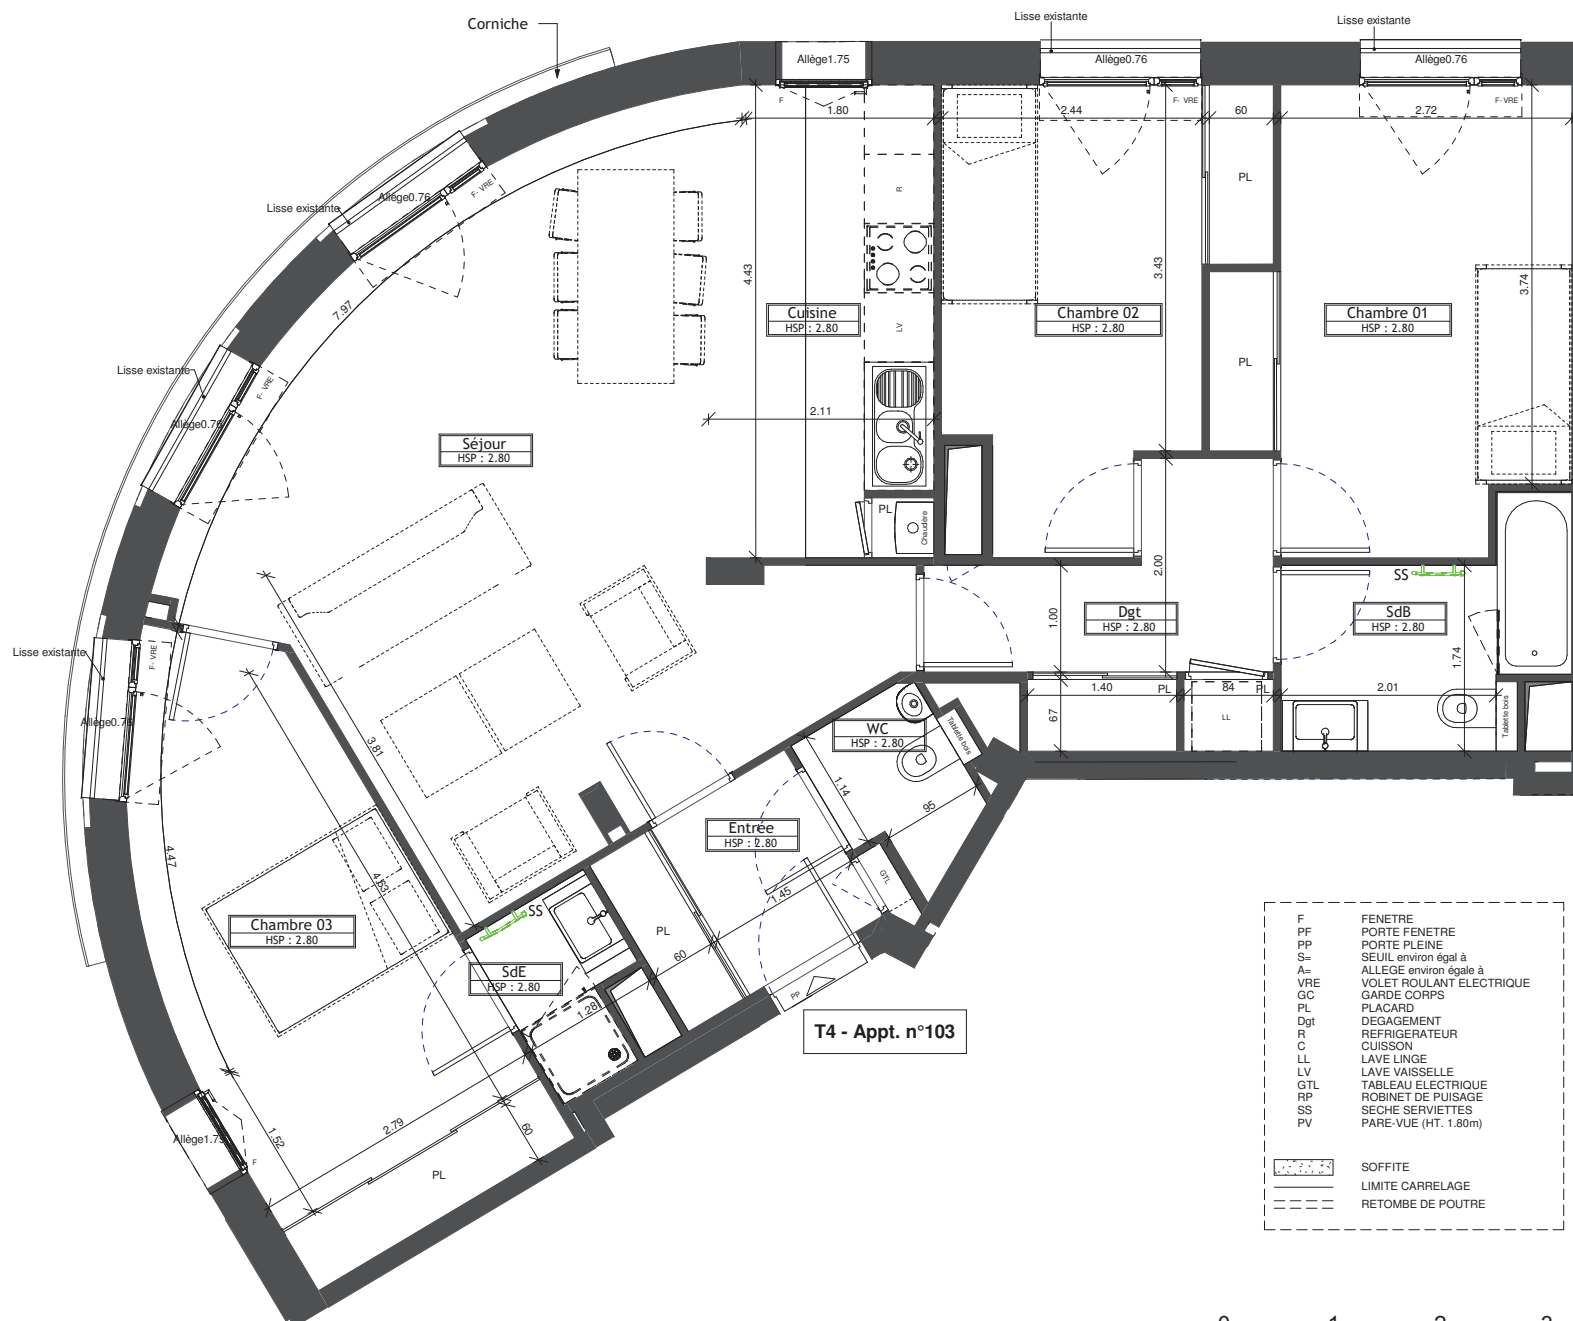 Corniche
Lisse existante
Lisse existante
Allège1.75
Allège0.76
Allège0.76
F
F- VRE
F- VRE
1.80
2.44
60
2.72
Allège0.76
F- VRE
Lisse existante
PL
R
7.97
4.43
3.43
3.74
Cuisine
HSP : 2.80
Chambre 02
HSP : 2.80
Chambre 01
HSP : 2.80
LV
PL
Lisse existante
F- VRE
Allège0.76
2.11
Séjour
HSP : 2.80
PL
Chaudière
2.00
1.00
SS
Dgt
HSP : 2.80
SdB
HSP : 2.80
1.74
Lisse existante
F- VRE
Allège0.76
1.40
PL
84
PL
2.01
67
LL
Tablette bois
3.81
WC
HSP : 2.80
Tablette bois
1.14
95
Entrée
HSP : 2.80
GTL
4.47
4.63
1.45
SS
PL
60
Chambre 03
HSP : 2.80
SdE
HSP : 2.80
1.28
PP
T4 - Appt. n°103
Allège1.75
F
1.52
2.79
60
PL
F FENETRE
PF PORTE FENETRE
PP PORTE PLEINE
S= SEUIL environ égal à
A= ALLEGE environ égale à
VRE VOLET ROULANT ELECTRIQUE
GC GARDE CORPS
PL PLACARD
Dgt DEGAGEMENT
R REFRIGERATEUR
C CUISSON
LL LAVE LINGE
LV LAVE VAISSELLE
GTL TABLEAU ELECTRIQUE
RP ROBINET DE PUISAGE
SS SECHE SERVIETTES
PV PARE-VUE (HT. 1.80m)
SOFFITE
LIMITE CARRELAGE
RETOMBE DE POUTRE
0 1 2 3